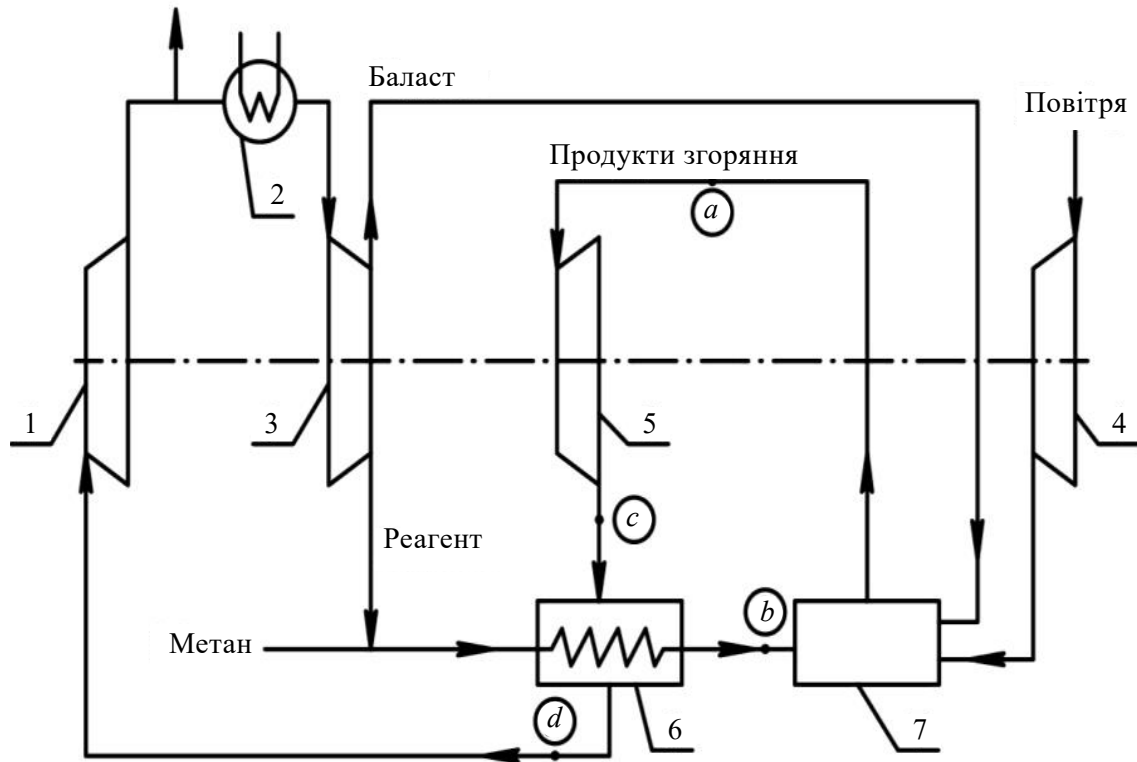 Баласт
Повітря
Продукти згоряння
2
a
1
3
5
4
c
Реагент
b
Метан
d
6
7